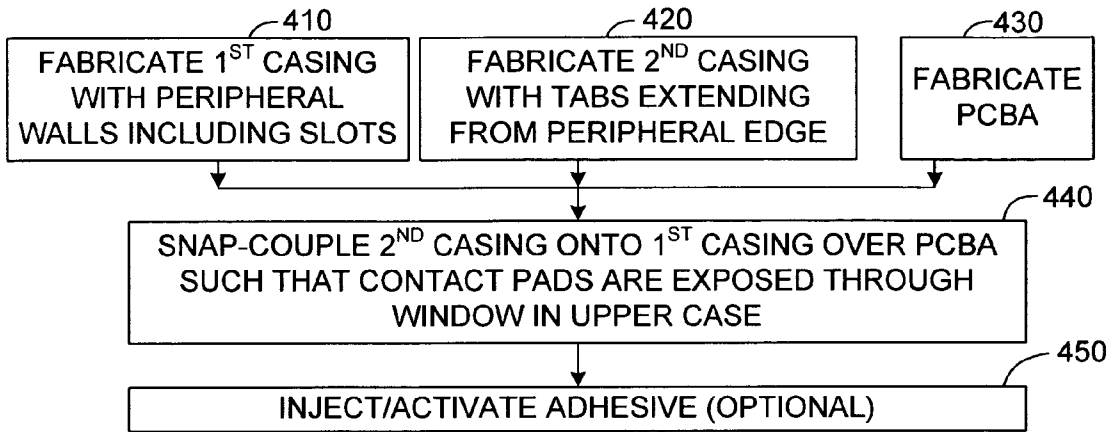 410
FABRICATE 1ST CASING
WITH PERIPHERAL
WALLS INCLUDING SLOTS
420
FABRICATE 2ND CASING
WITH TABS EXTENDING
FROM PERIPHERAL EDGE
430
FABRICATE
PCBA
440
SNAP-COUPLE 2ND CASING ONTO 1ST CASING OVER PCBA
SUCH THAT CONTACT PADS ARE EXPOSED THROUGH
WINDOW IN UPPER CASE
450
INJECT/ACTIVATE ADHESIVE (OPTIONAL)